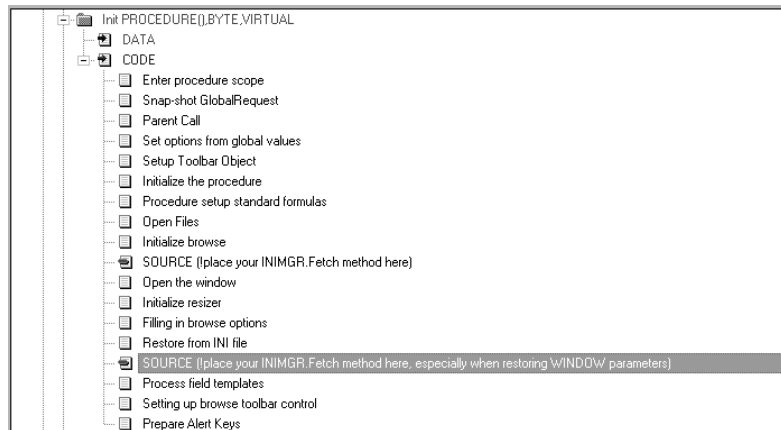 Init PROCEDURE(),BYTE,VIRTUAL
DATA
CODE
Enter procedure scope
Snap-shot GlobalRequest
Parent Call
Set options from global values
Setup Toolbar Object
Initialize the procedure
Procedure setup standard formulas
Open Files
Initialize browse
SOURCE (!place your INIMGR.Fetch method here)
Open the window
Initialize resizer
Filling in browse options
Restore from INI file
SOURCE (!place your INIMGR.Fetch method here, especially when restoring WINDOW parameters)
Process field templates
Setting up browse toolbar control
Prepare Alert Keys